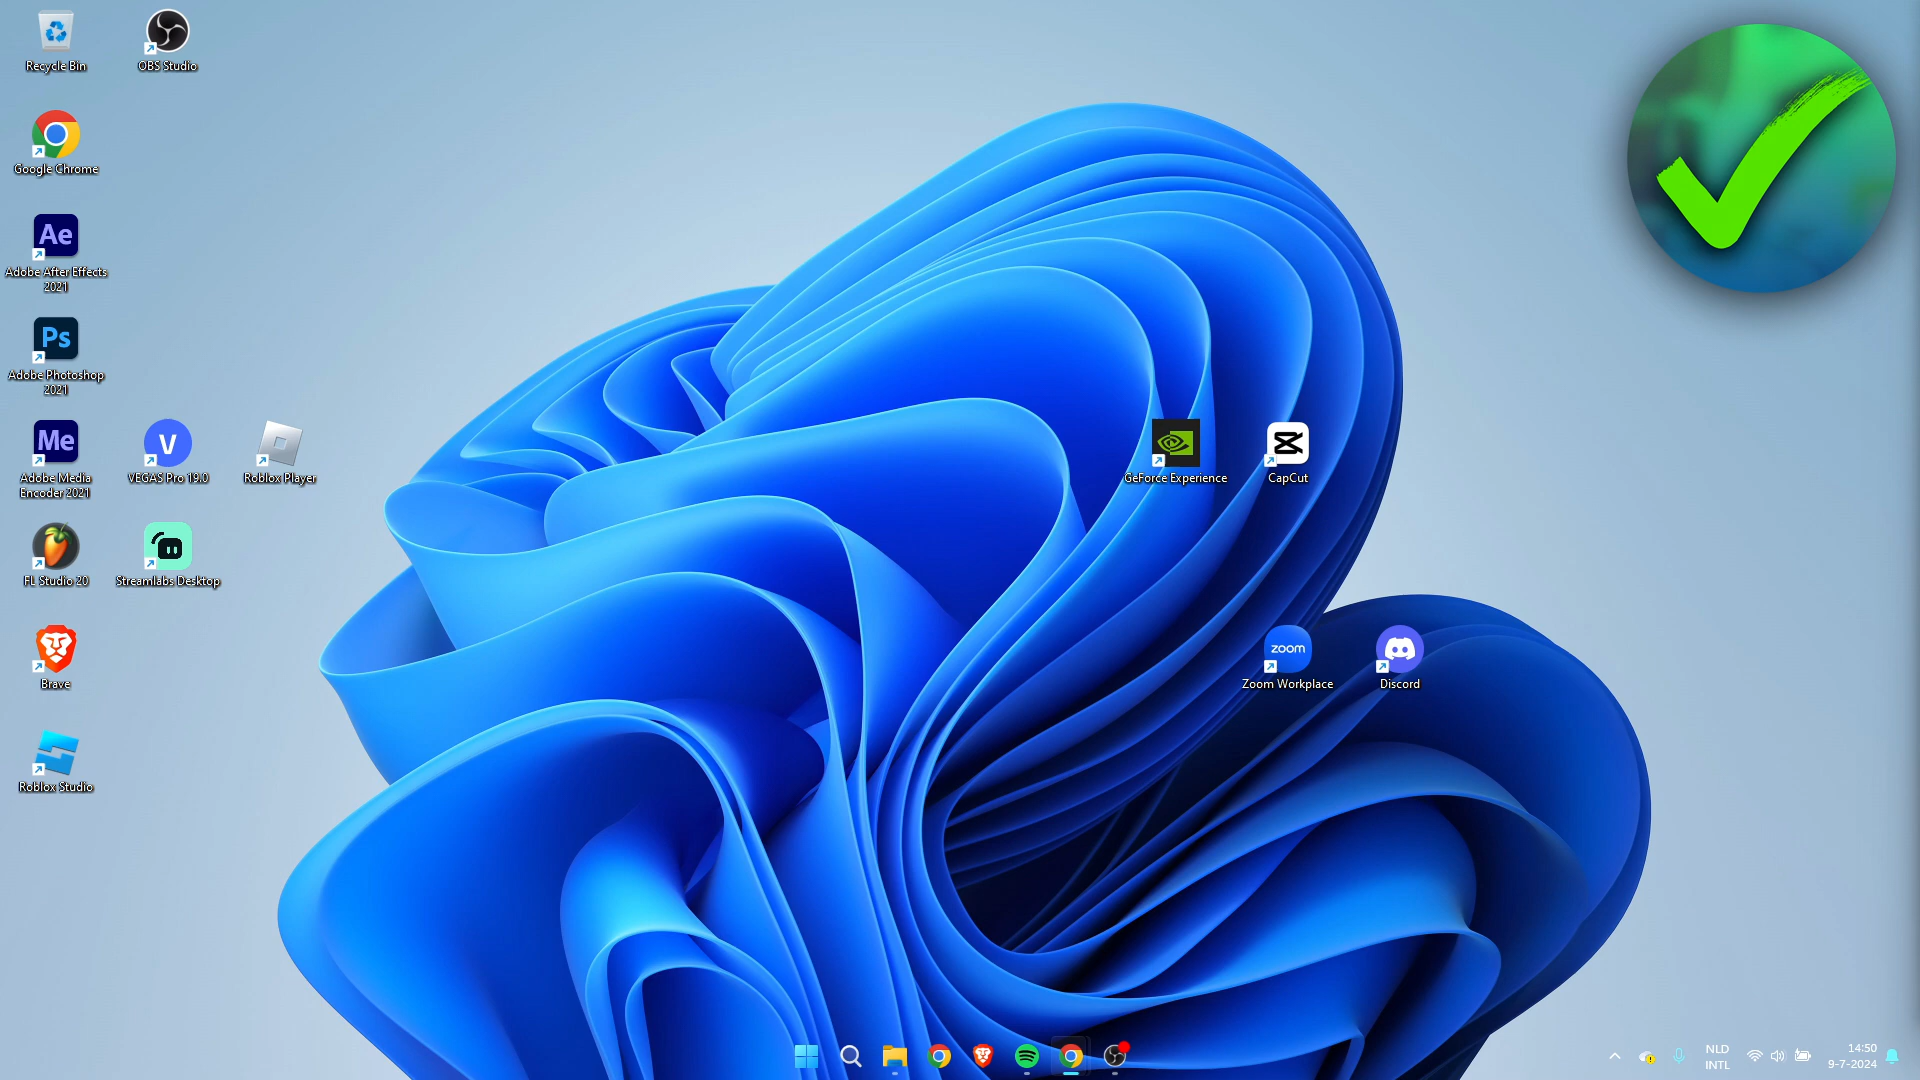 Recycle Bin
OBS Studio
Google Chrome
Ae
Adobe After Effects
2021
Ps
Adobe Photoshop
2021
Me
Adobe Media
Encoder 2021
V
VEGAS Pro 19.0
Roblox Player
GeForce Experience
CapCut
FL Studio 20
Streamlabs Desktop
Brave
zoom
Zoom Workplace
Discord
Roblox Studio
NLD
INTL
14:50
9-7-2024